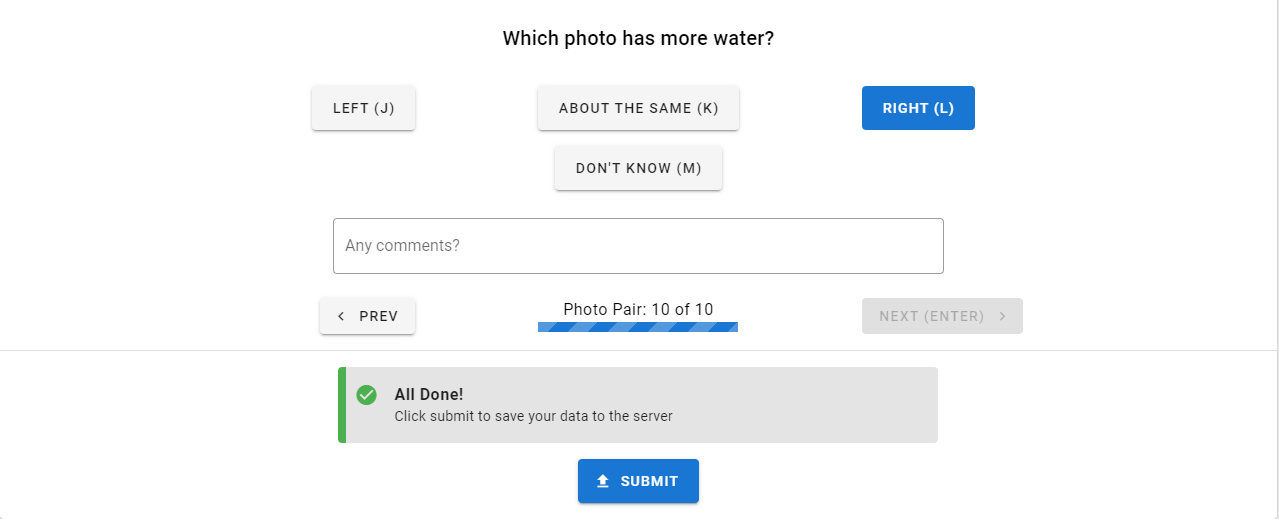 Which photo has more water?
LEFT (J)
ABOUT THE SAME (K)
RIGHT (L)
DON'T KNOW (M)
Any comments?
PREV
Photo Pair: 10 of 10
NEXT (ENTER)
All Done!
Click submit to save your data to the server
SUBMIT